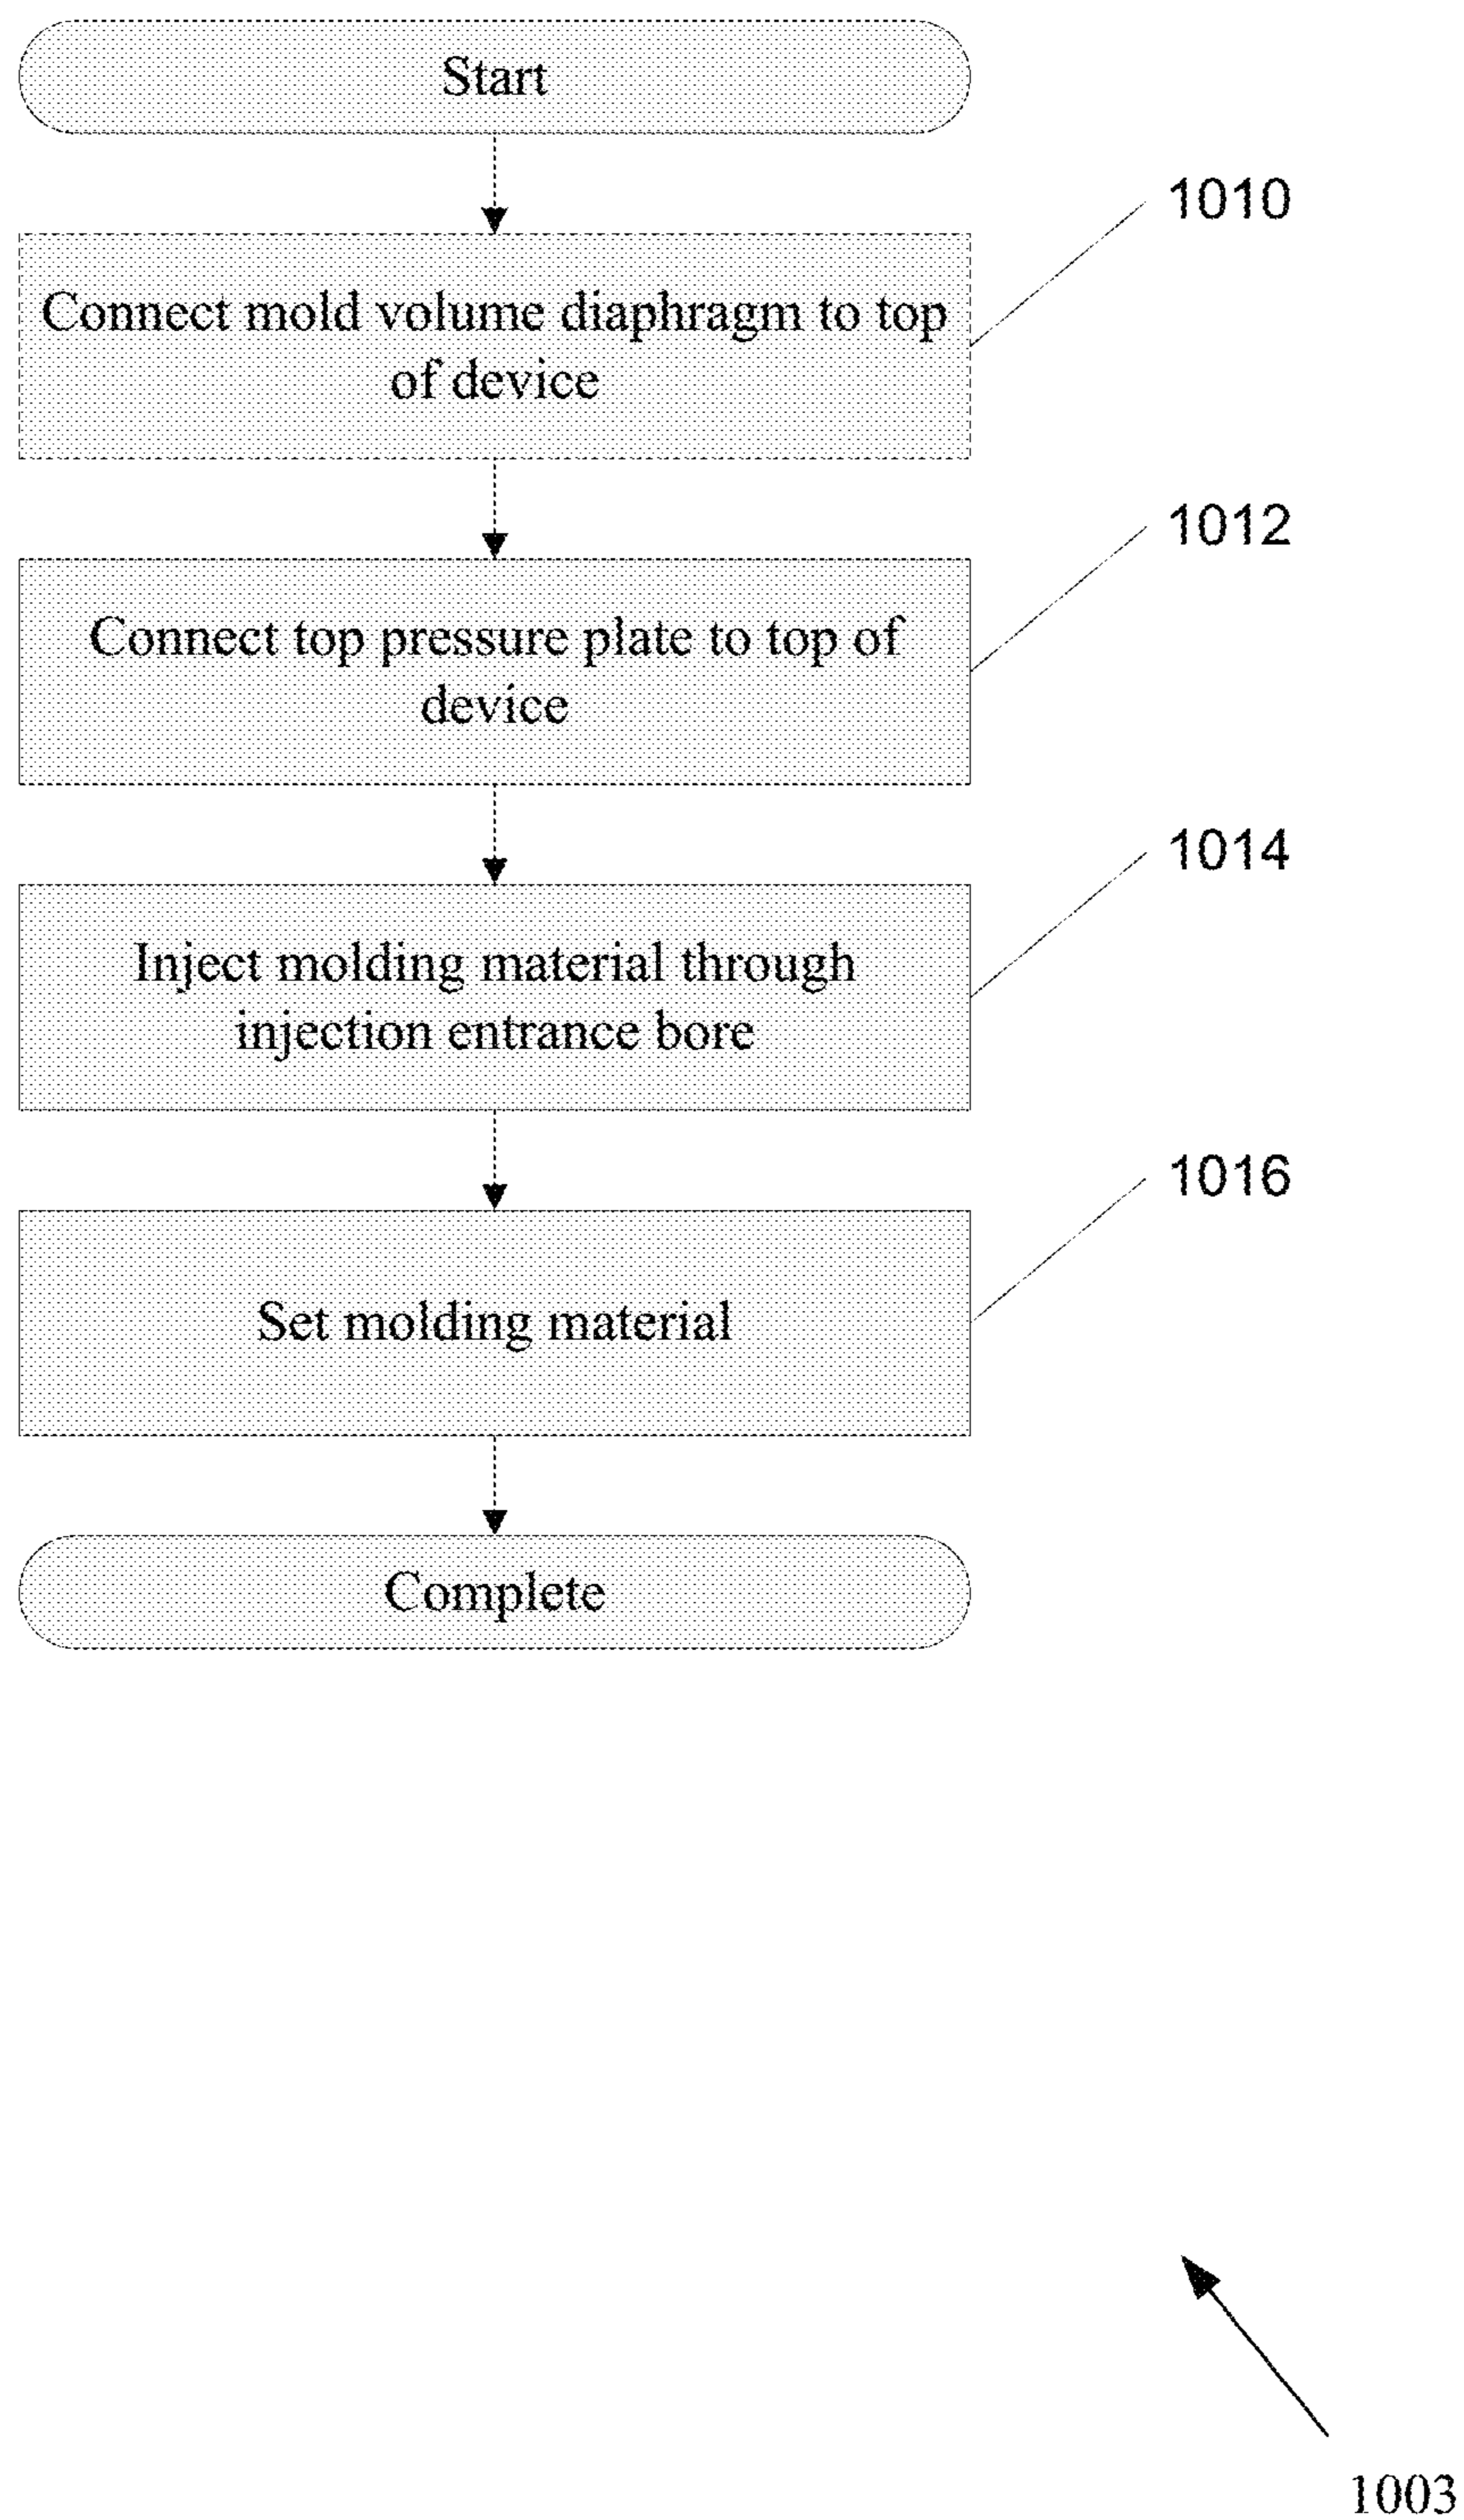 Start
1010
Connect mold volume diaphragm to top
of device
1012
Connect top pressure plate to top of
device
1014
Inject molding material through
injection entrance bore
1016
Set molding material
Complete
1003